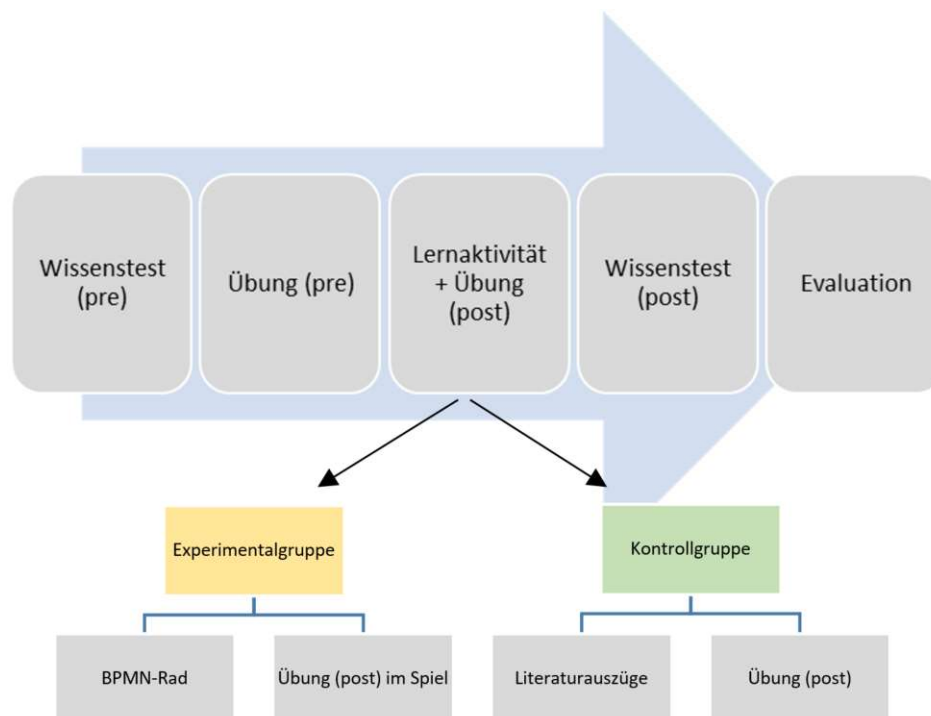 Wissenstest
(pre)
Übung (pre)
Lernaktivität
+ Übung
(post)
Wissenstest
(post)
Evaluation
Experimentalgruppe
Kontrollgruppe
BPMN-Rad
Übung (post) im Spiel
Literaturauszüge
Übung (post)